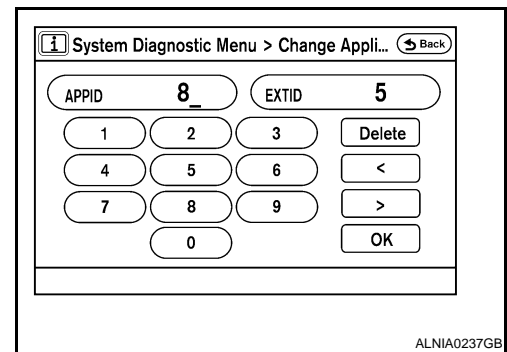 i System Diagnostic Menu > Change Appli... Back
APPID 8_ EXTID 5
1 2 3 Delete
4 5 6 <
7 8 9 >
0 OK
ALNIA0237GB